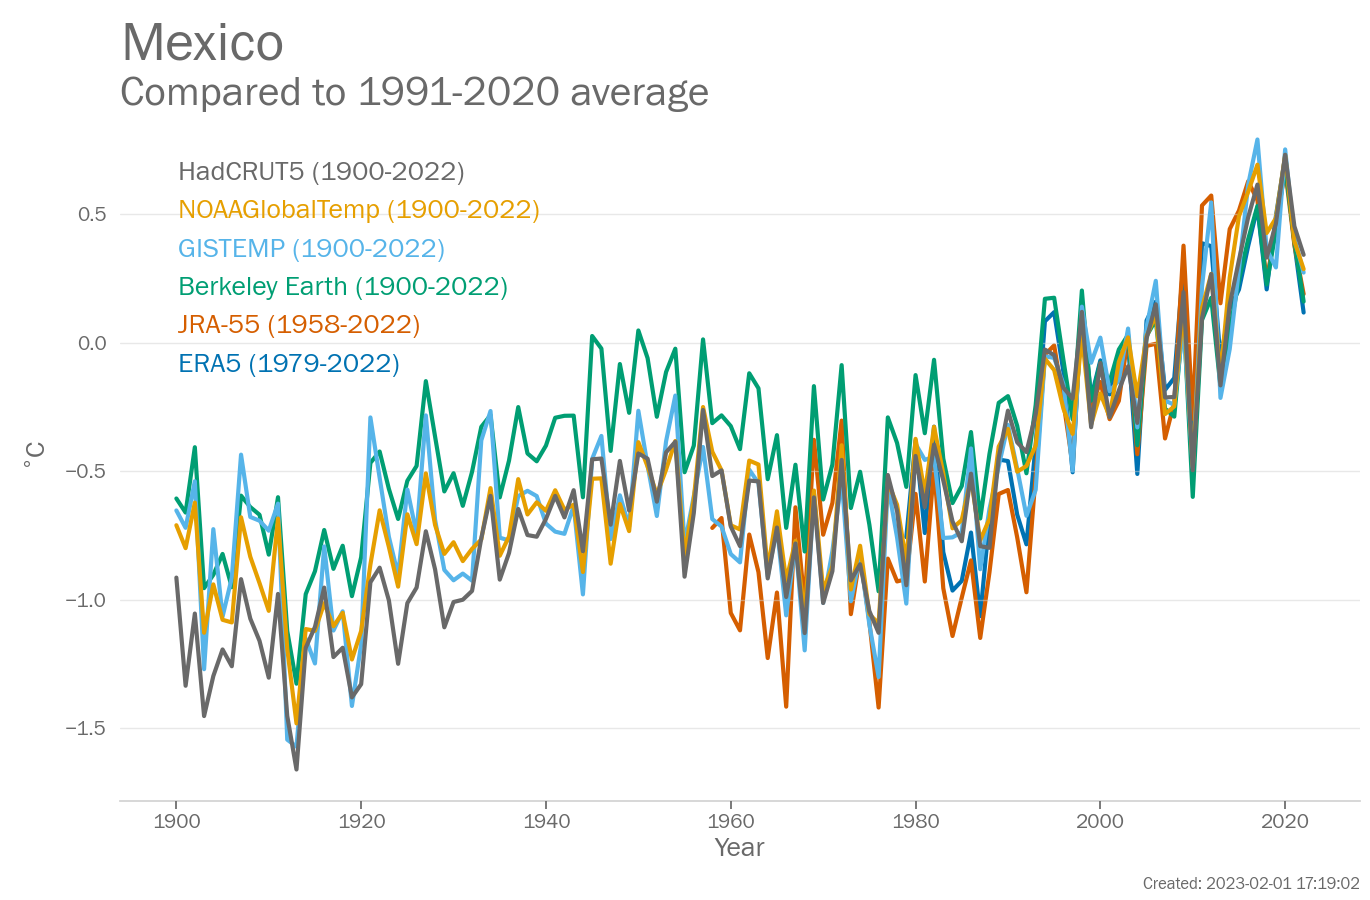 Mexico
Compared to 1991-2020 average
HadCRUT5 (1900-2022)
NOAAGlobalTemp (1900-2022)
GISTEMP (1900-2022)
Berkeley Earth (1900-2022)
JRA-55 (1958-2022)
ERA5 (1979-2022)
0.5
0.0
−0.5
−1.0
−1.5
°C
1900 1920 1940 1960 1980 2000 2020
Year
Created: 2023-02-01 17:19:02